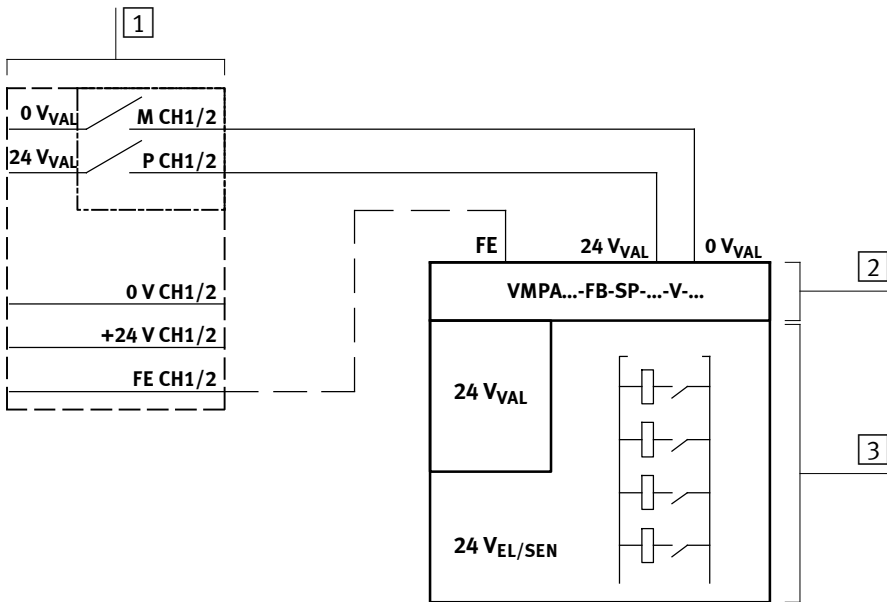 1
0 VVAL
M CH1/2
24 VVAL
P CH1/2
FE
24 VVAL
0 VVAL
2
VMPA...-FB-SP-...-V-...
0 V CH1/2
+24 V CH1/2
FE CH1/2
24 VVAL
3
24 VEL/SEN